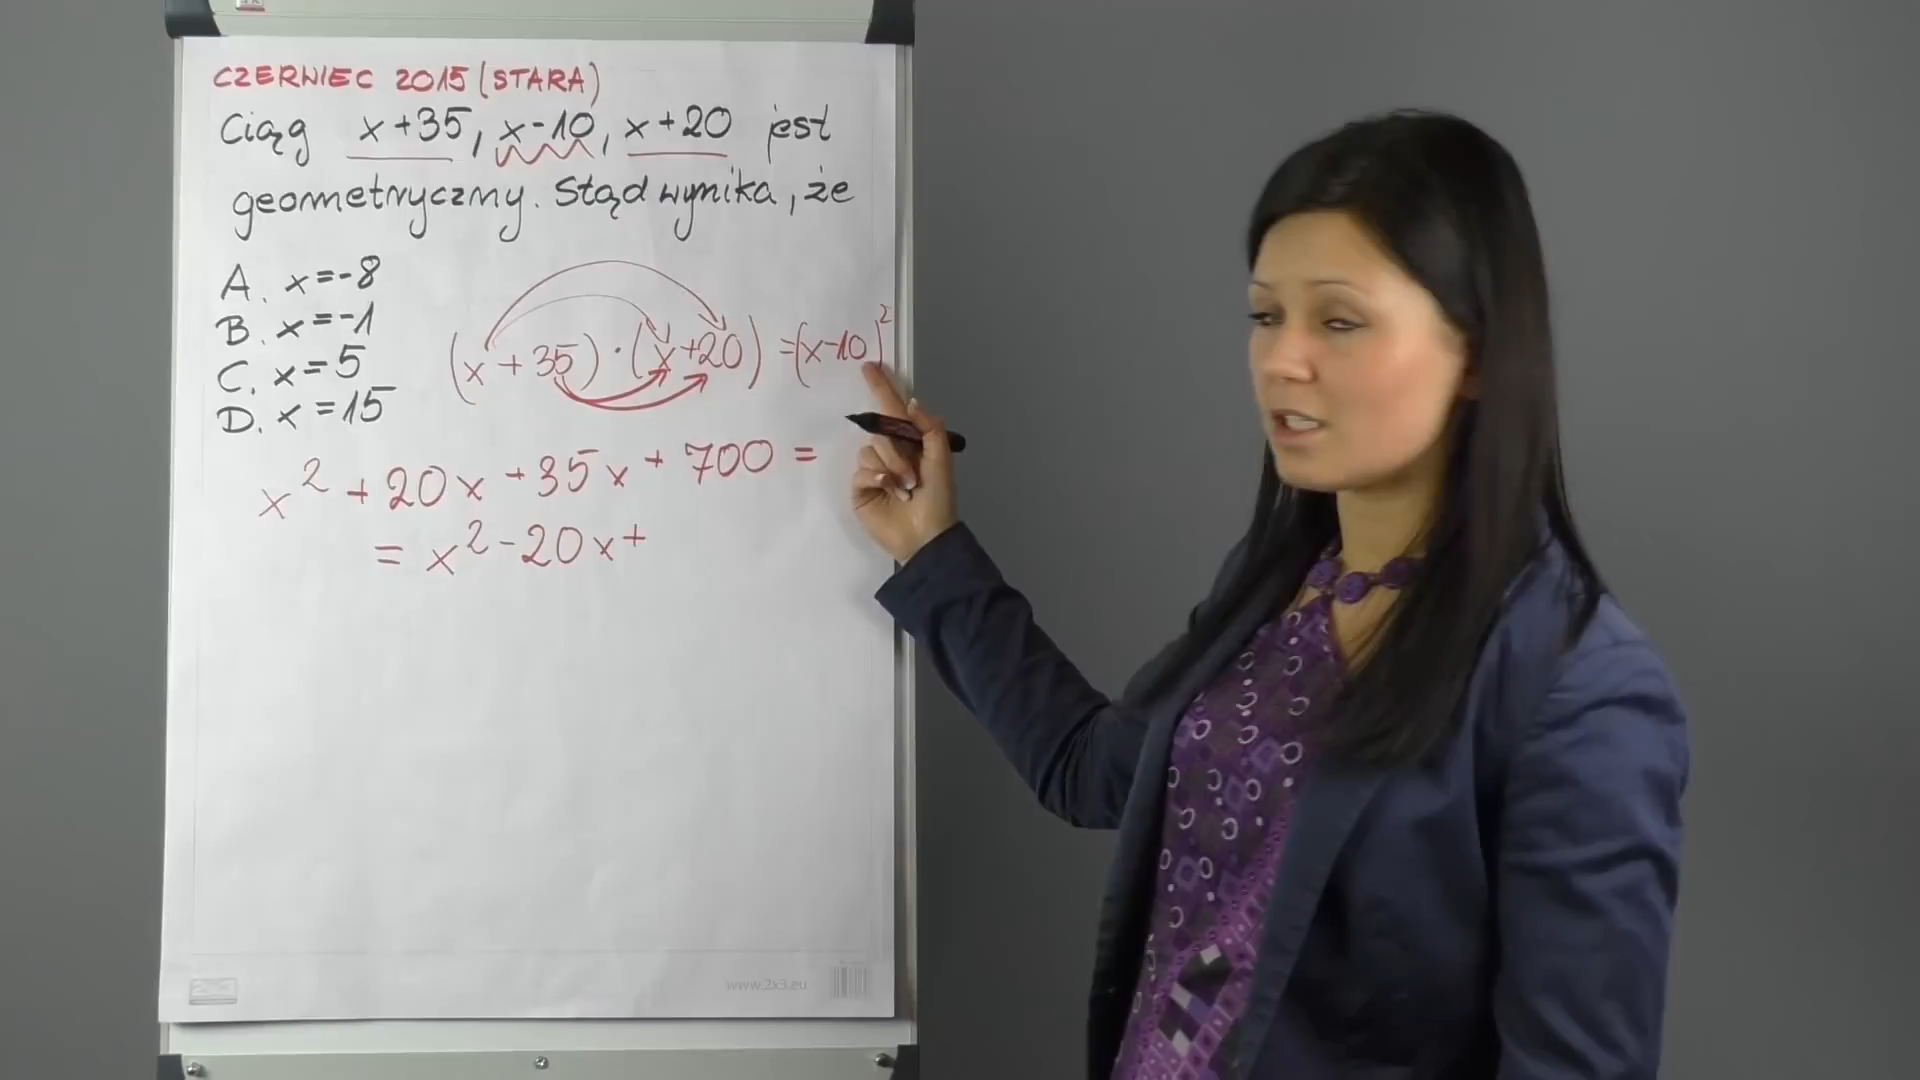 CZERWIEC 2015 (STARA)
Ciąg x+35, x-10, x+20 jest
geometryczny. Stąd wynika, że
A. x=-8
B. x=-1
C. x=5
D. x=15
(x+35)·(x+20)=(x-10)²
x²+20x+35x+700=
=x²-20x+
www.2x3.eu